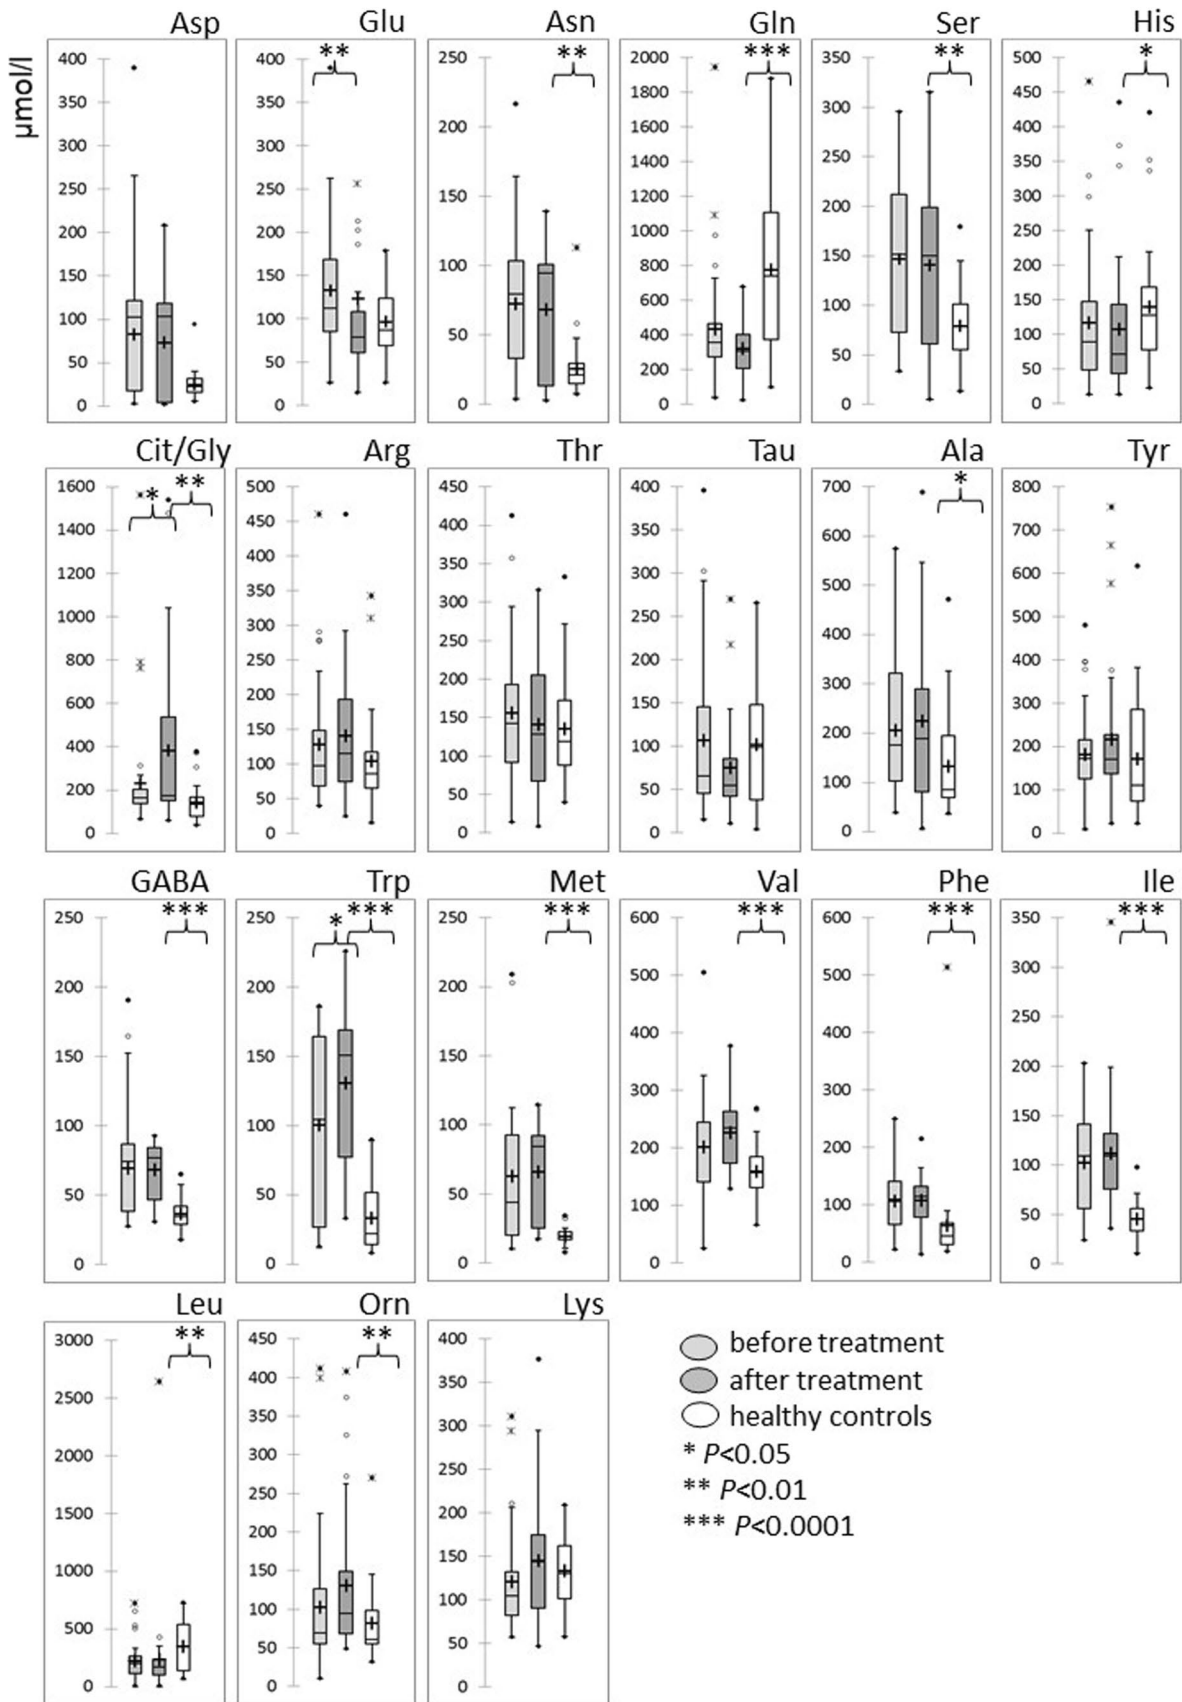 Asp Glu Asn Gln Ser His
µmol/l
** ** *** ** *
400 400 250 2000 350 500
350 350 200 1800 300 450
300 300 150 1600 250 400
250 250 100 1400 200 350
200 200 50 1200 150 300
150 150 0 1000 100 250
100 100 800 50 200
50 50 600 0 150
0 0 400 100
200 50
0 0
Cit/Gly Arg Thr Tau Ala Tyr
* ** *
1600 500 450 400 700 800
1400 450 400 350 600 700
1200 400 350 300 500 600
1000 350 300 250 400 500
800 300 250 200 300 400
600 250 200 150 200 300
400 200 150 100 100 200
200 150 100 50 0 100
0 100 50 0 0
50 0
0
GABA Trp Met Val Phe Ile
*** * *** *** *** *** ***
250 250 250 600 600 350
200 200 200 500 500 300
150 150 150 400 400 250
100 100 100 300 300 200
50 50 50 200 200 150
0 0 0 100 100 100
0 0 50
0
Leu Orn Lys
** **
3000 450 400
2500 400 350
2000 350 300
1500 300 250
1000 250 200
500 200 150
0 150 100
100 50
50 0
0
before treatment
after treatment
healthy controls
* P<0.05
** P<0.01
*** P<0.0001